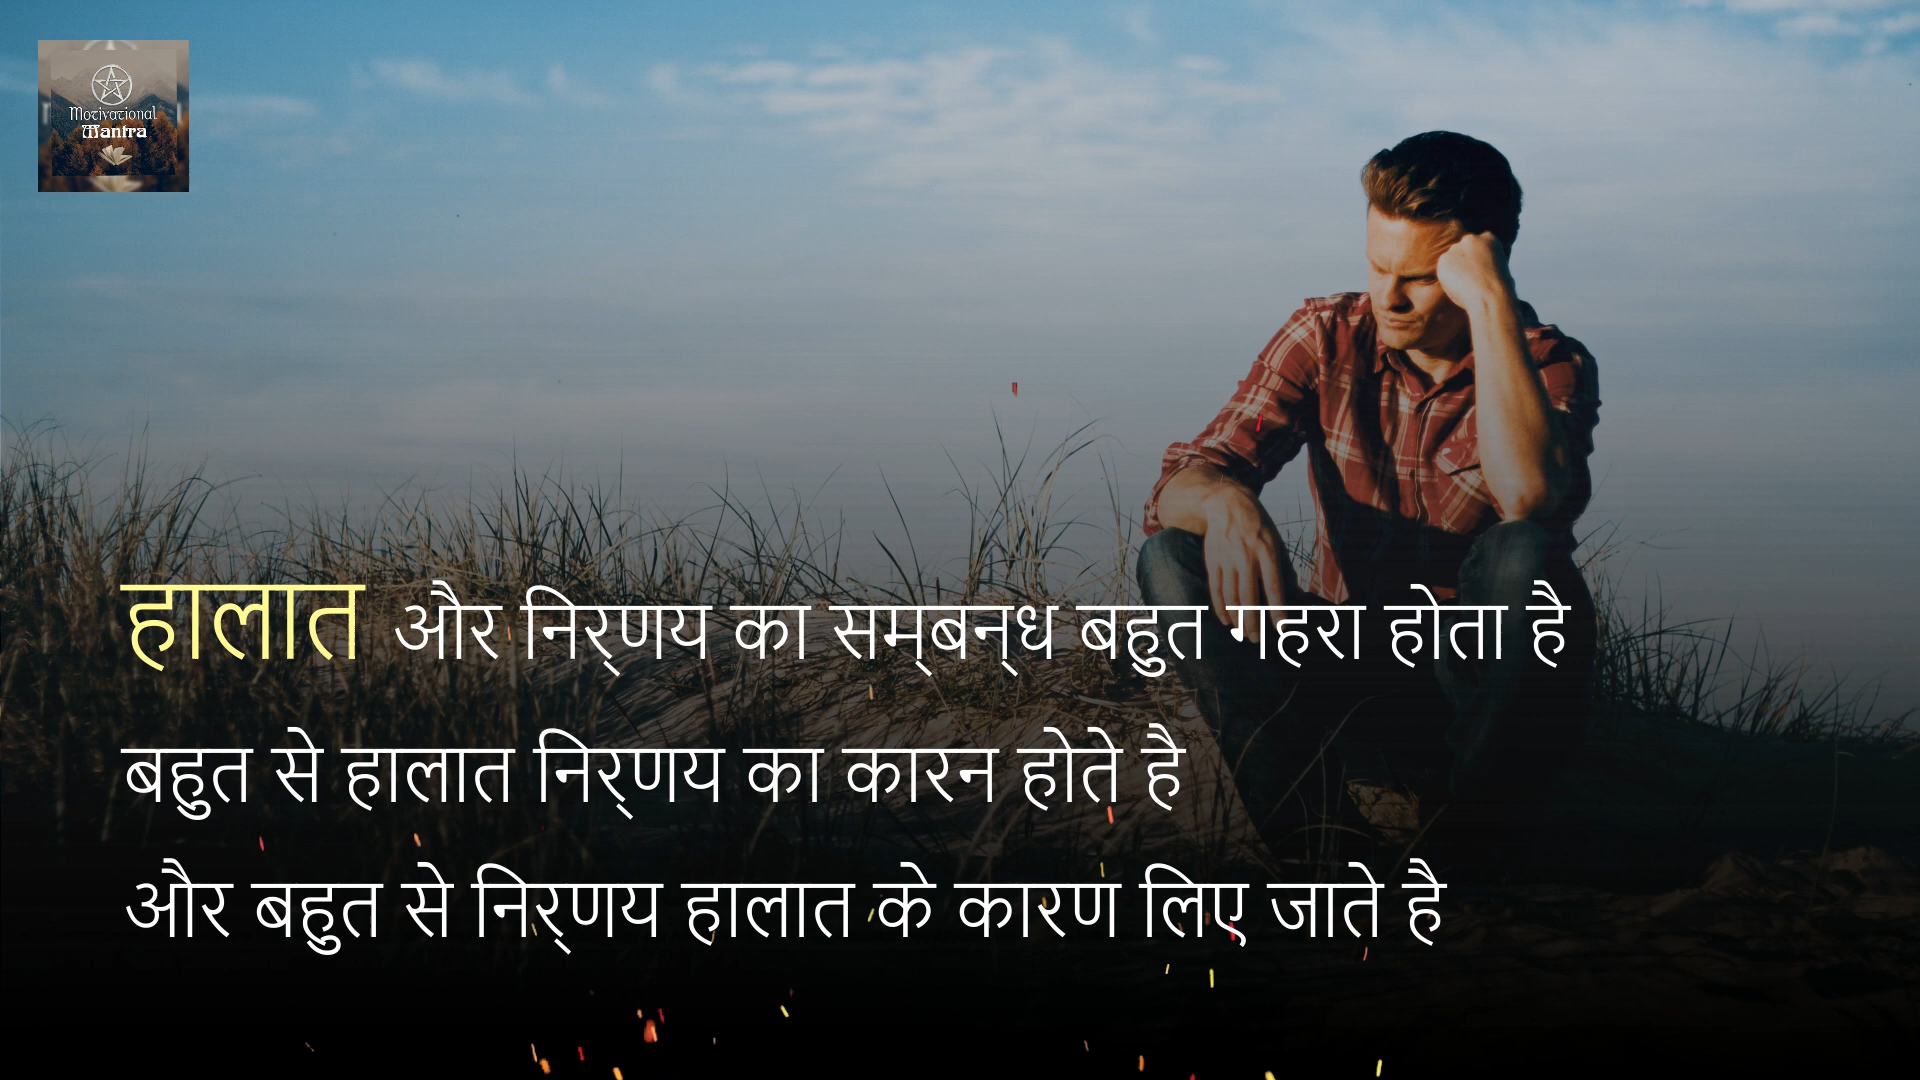 Motivational
Mantra
हालात और निर्णय का सम्बन्ध बहुत गहरा होता है
बहुत से हालात निर्णय का कारन होते है
और बहुत से निर्णय हालात के कारण लिए जाते है